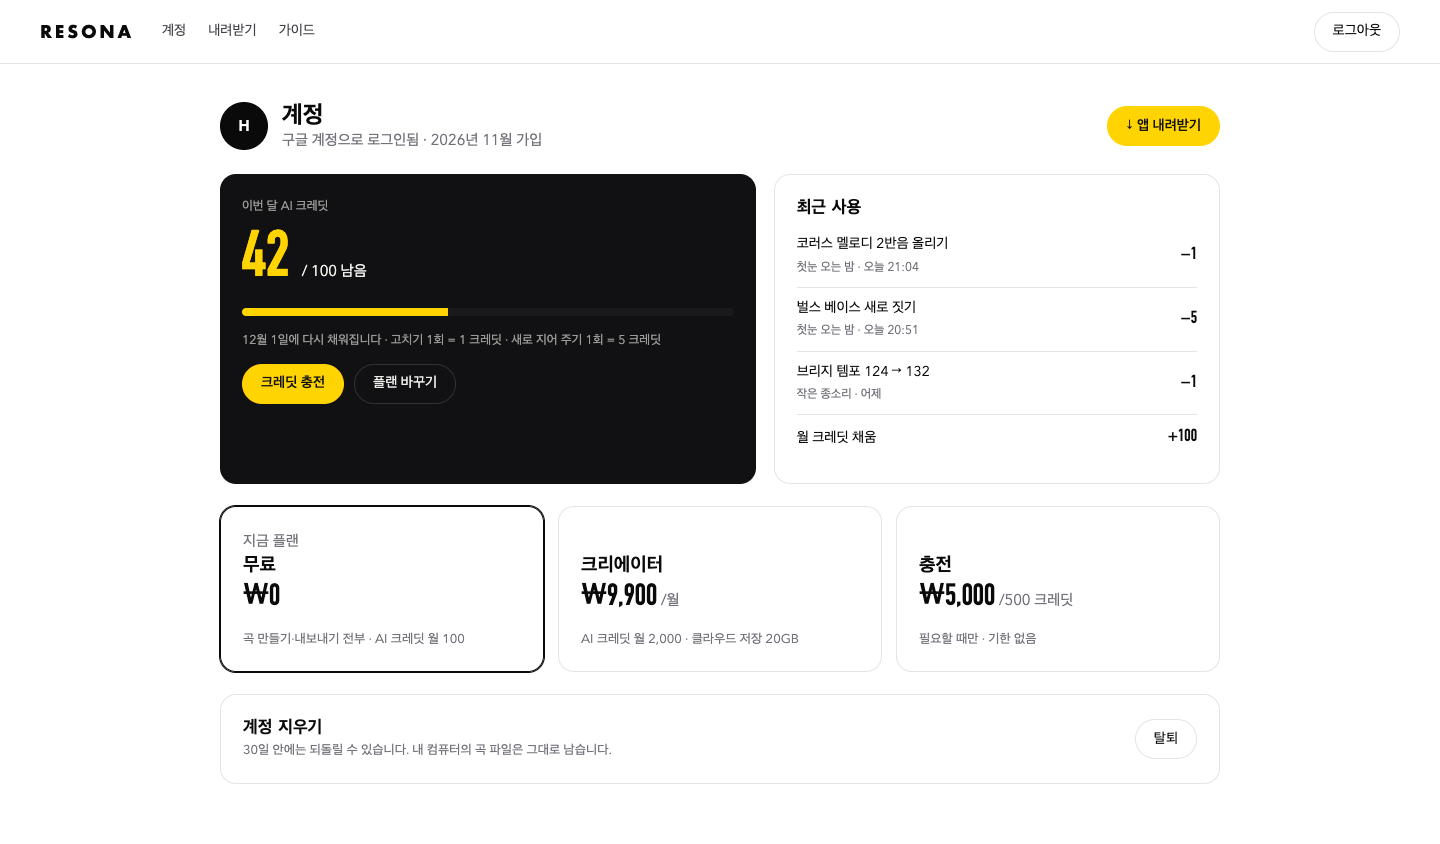 RESONA 계정 내려받기 가이드 로그아웃
H
계정
구글 계정으로 로그인됨 · 2026년 11월 가입
↓ 앱 내려받기
이번 달 AI 크레딧
42 / 100 남음
12월 1일에 다시 채워집니다 · 고치기 1회 = 1 크레딧 · 새로 지어 주기 1회 = 5 크레딧
크레딧 충전 플랜 바꾸기
최근 사용
코러스 멜로디 2반음 올리기
첫눈 오는 밤 · 오늘 21:04
–1
벌스 베이스 새로 짓기
첫눈 오는 밤 · 오늘 20:51
–5
브리지 템포 124 → 132
작은 종소리 · 어제
–1
월 크레딧 채움 +100
지금 플랜
무료
₩0
곡 만들기·내보내기 전부 · AI 크레딧 월 100
크리에이터
₩9,900 /월
AI 크레딧 월 2,000 · 클라우드 저장 20GB
충전
₩5,000 /500 크레딧
필요할 때만 · 기한 없음
계정 지우기
30일 안에는 되돌릴 수 있습니다. 내 컴퓨터의 곡 파일은 그대로 남습니다.
탈퇴